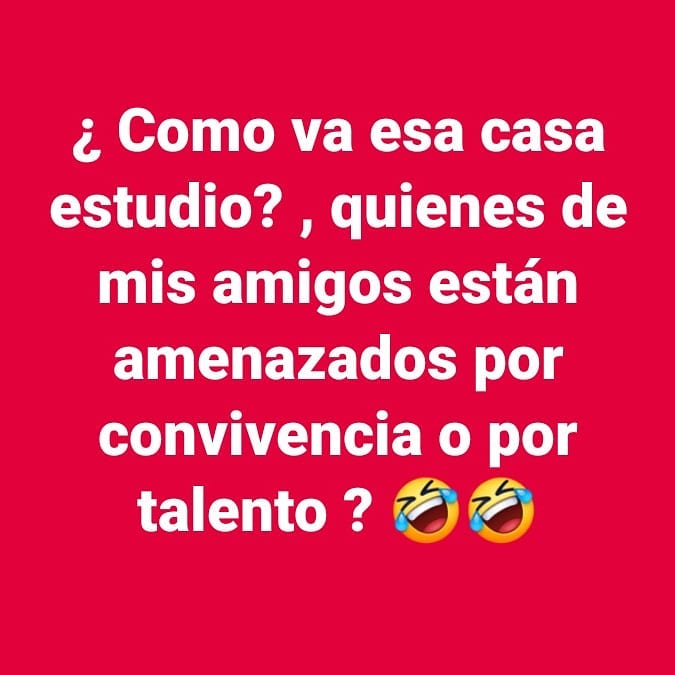 ¿ Como va esa casa
estudio? , quienes de
mis amigos están
amenazados por
convivencia o por
talento ? 🤣🤣